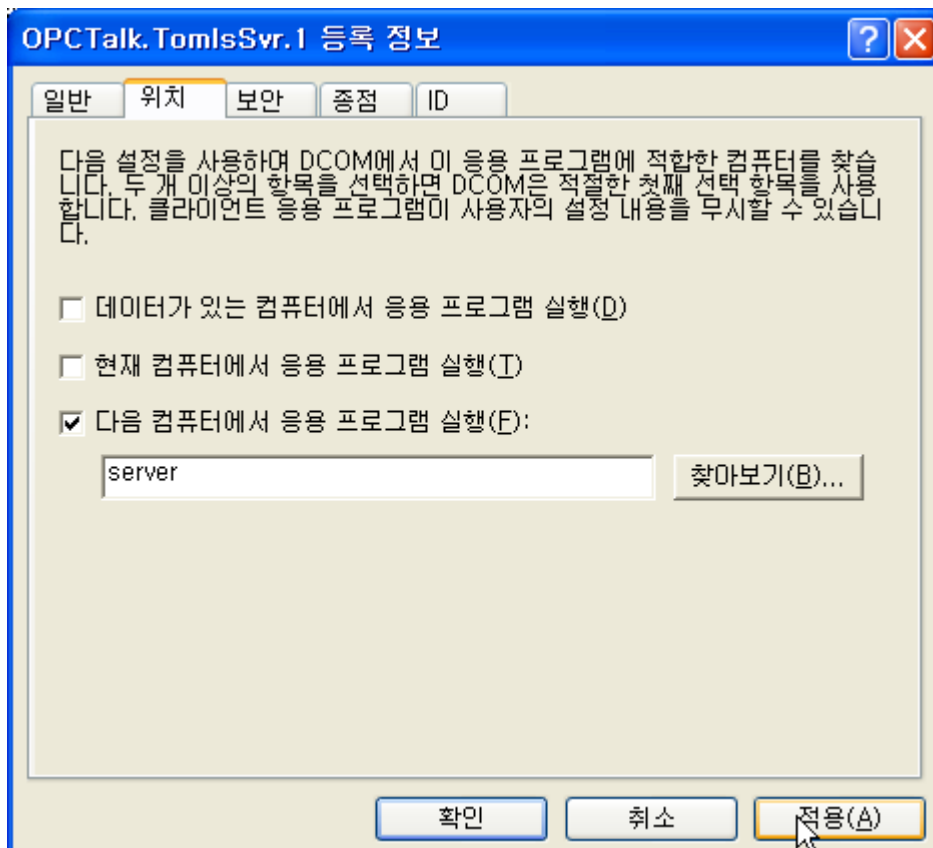 OPCTalk.TomlsSvr.1 등록 정보
일반 위치 보안 종점 ID
다음 설정을 사용하여 DCOM에서 이 응용 프로그램에 적합한 컴퓨터를 찾습
니다. 두 개 이상의 항목을 선택하면 DCOM은 적절한 첫째 선택 항목을 사용
합니다. 클라이언트 응용 프로그램이 사용자의 설정 내용을 무시할 수 있습니
다.
데이터가 있는 컴퓨터에서 응용 프로그램 실행(D)
현재 컴퓨터에서 응용 프로그램 실행(T)
다음 컴퓨터에서 응용 프로그램 실행(F):
server 찾아보기(B)...
확인 취소 적용(A)